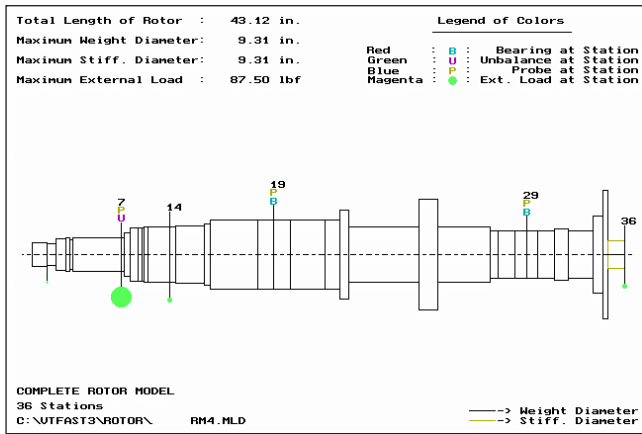 Total Length of Rotor : 43.12 in.
Maximum Weight Diameter: 9.31 in.
Maximum Stiff. Diameter: 9.31 in.
Maximum External Load : 87.50 lbf
Legend of Colors
Red : B : Bearing at Station
Green : U : Unbalance at Station
Blue : P : Probe at Station
Magenta : : Ext. Load at Station
19
P
B
7
P
U
14
29
P
B
36
COMPLETE ROTOR MODEL
36 Stations
C:\VTFAST3\ROTOR\ RM4.MLD
-> Weight Diameter
-> Stiff. Diameter